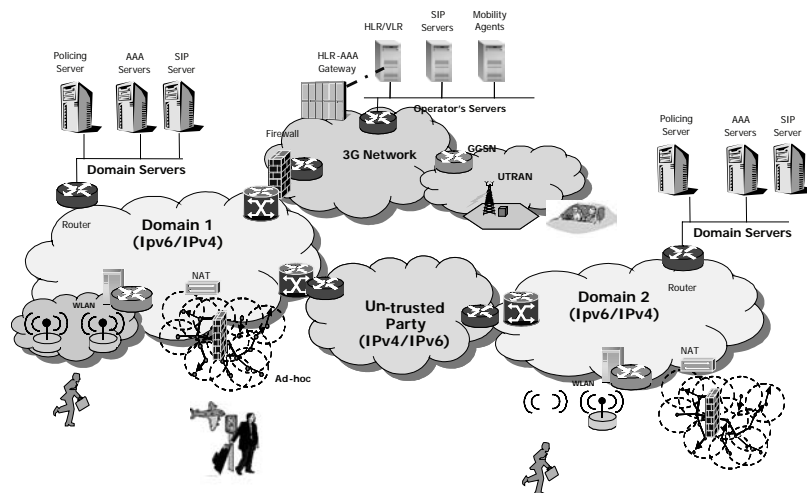 HLR/VLR
SIP
Servers
Mobility
Agents
HLR-AAA
Gateway
Policing
Server
AAA
Servers
SIP
Server
Operator's Servers
Firewall
3G Network
GGSN
UTRAN
Policing
Server
AAA
Servers
SIP
Server
Domain Servers
Router
Domain 1
(Ipv6/IPv4)
Domain Servers
Router
NAT
WLAN
Un-trusted
Party
(IPv4/IPv6)
Domain 2
(Ipv6/IPv4)
NAT
WLAN
Ad-hoc